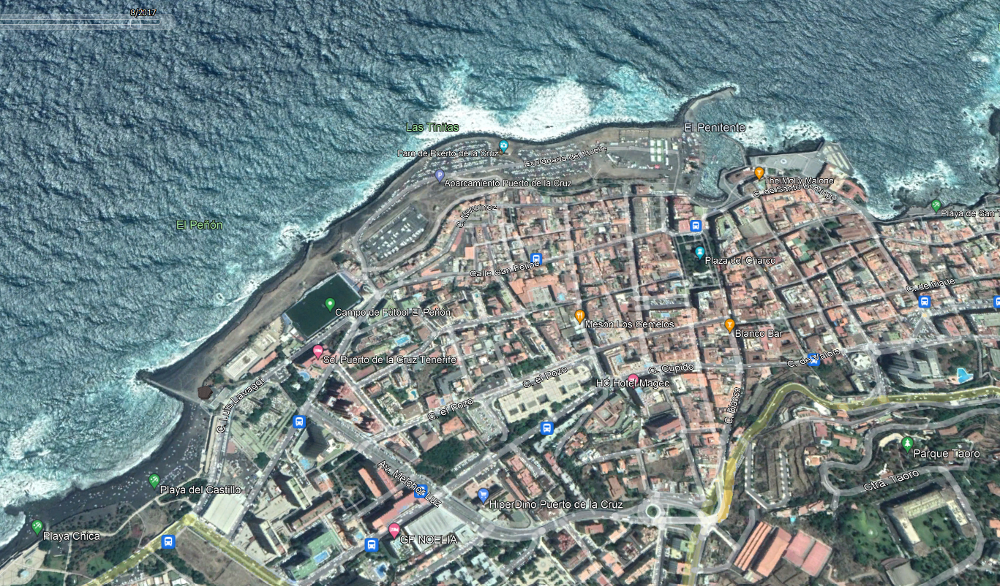 8/2017
Las Tinitas
El Penitente
Faro de Puerto de la Cruz
Explanada del Muelle
The Molly Malone
Aparcamiento Puerto de la Cruz
C. de Santo Domingo
C. Mequinez
Playa de San
El Peñón
Plaza del Charco
Calle San Felipe
C. de Iriarte
Campo de Fútbol El Peñón
Mesón Los Gemelos
Blanco Bar
Sol Puerto de la Cruz Tenerife
C. de Valois
C. Cupido
C. el Pozo
HC Hotel Magec
C. Luis Lavaggi
C. el Pozo
C. Blanco
Parque Taoro
Av. Melchor Luz
Ctra. Taoro
Playa del Castillo
HiperDino Puerto de la Cruz
Playa Chica
GF NOELIA